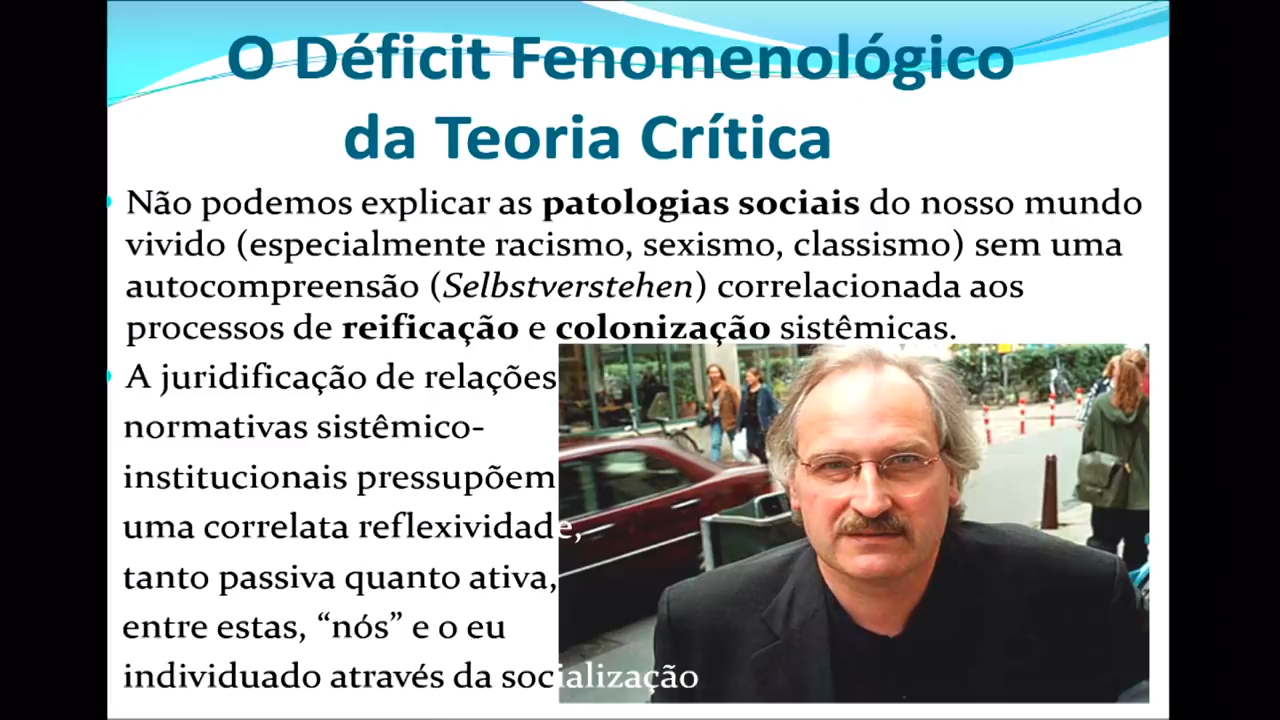 O Déficit Fenomenológico
da Teoria Crítica
Não podemos explicar as patologias sociais do nosso mundo
vivido (especialmente racismo, sexismo, classismo) sem uma
autocompreensão (Selbstverstehen) correlacionada aos
processos de reificação e colonização sistêmicas.
A juridificação de relações
normativas sistêmico-
institucionais pressupõem
uma correlata reflexividade,
tanto passiva quanto ativa,
entre estas, “nós” e o eu
individuado através da socialização